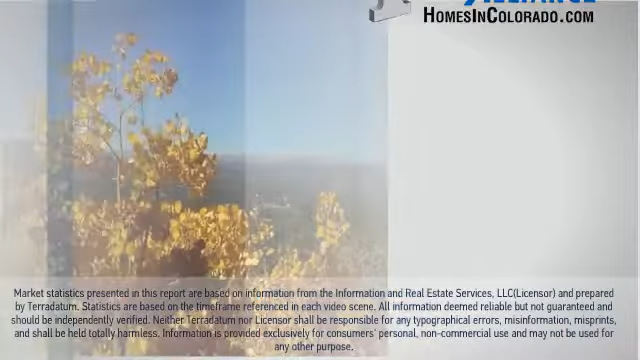 ALLIANCE
HOMESINCOLORADO.COM
Market statistics presented in this report are based on information from the Information and Real Estate Services, LLC(Licensor) and prepared
by Terradatum. Statistics are based on the timeframe referenced in each video scene. All information deemed reliable but not guaranteed and
should be independently verified. Neither Terradatum nor Licensor shall be responsible for any typographical errors, misinformation, misprints,
and shall be held totally harmless. Information is provided exclusively for consumers' personal, non-commercial use and may not be used for
any other purpose.